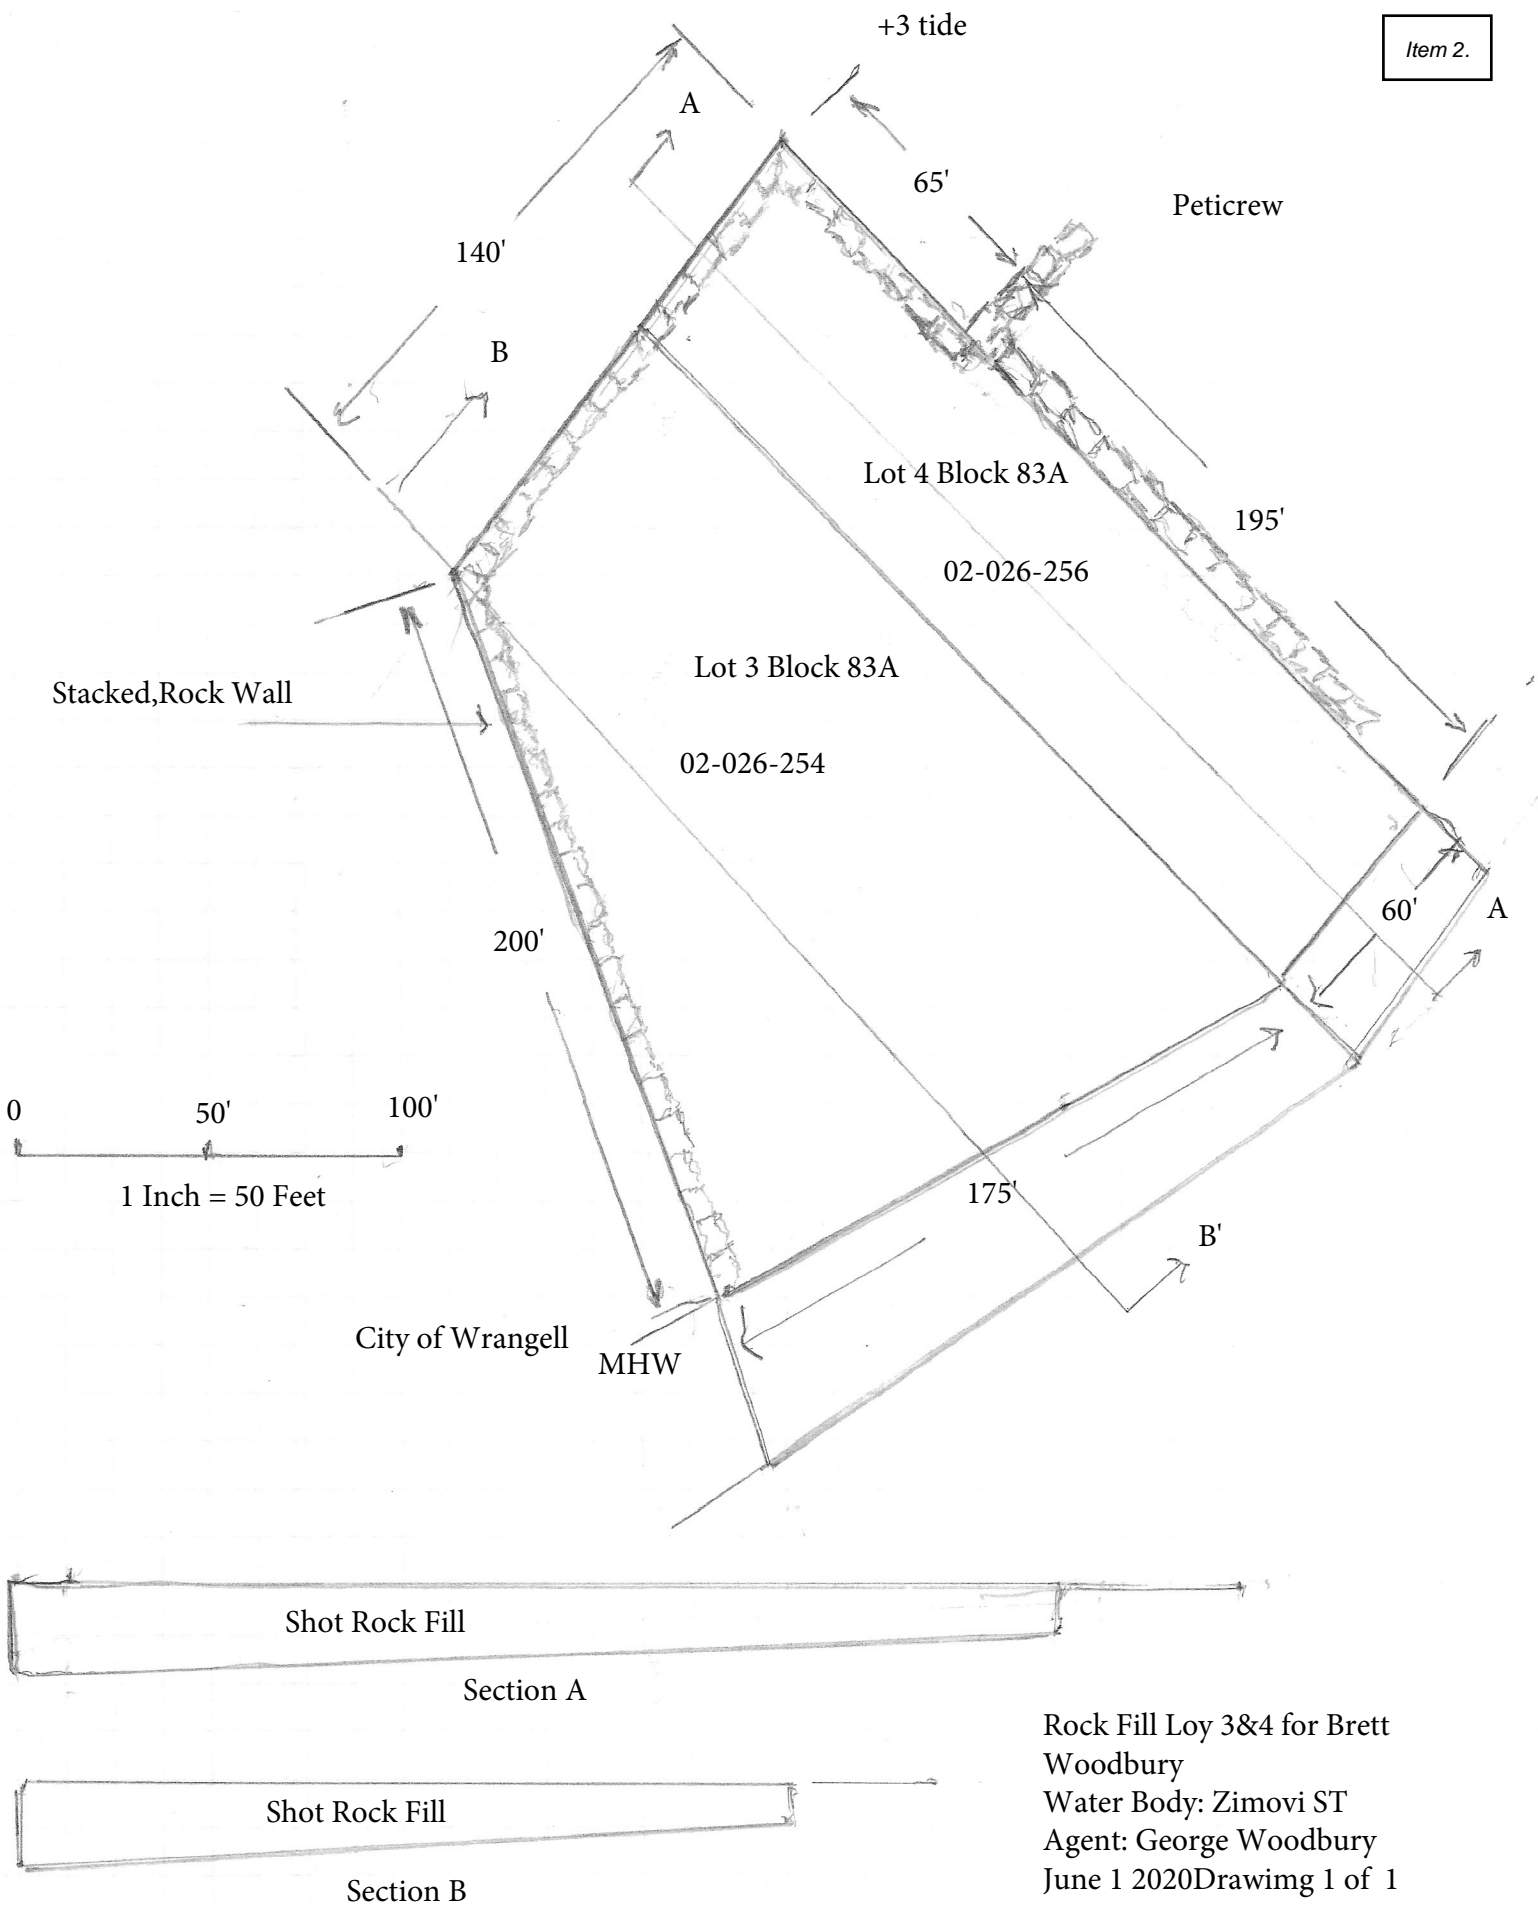 +3 tide
Item 2.
A
65'
Peticrew
140'
B
Lot 4 Block 83A
195'
02-026-256
Lot 3 Block 83A
Stacked,Rock Wall
02-026-254
60'
A
200'
0
50'
100'
1 Inch = 50 Feet
175'
B'
City of Wrangell
MHW
Shot Rock Fill
Section A
Shot Rock Fill
Section B
Rock Fill Loy 3&4 for Brett
Woodbury
Water Body: Zimovi ST
Agent: George Woodbury
June 1 2020Drawimg 1 of 1